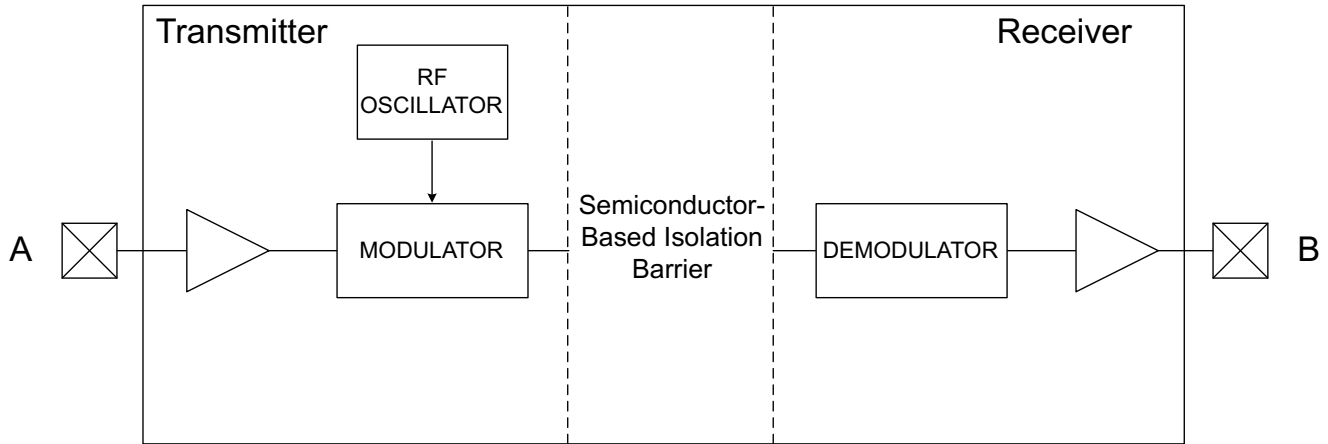 Transmitter
Receiver
RF
OSCILLATOR
A
MODULATOR
Semiconductor-
Based Isolation
Barrier
DEMODULATOR
B